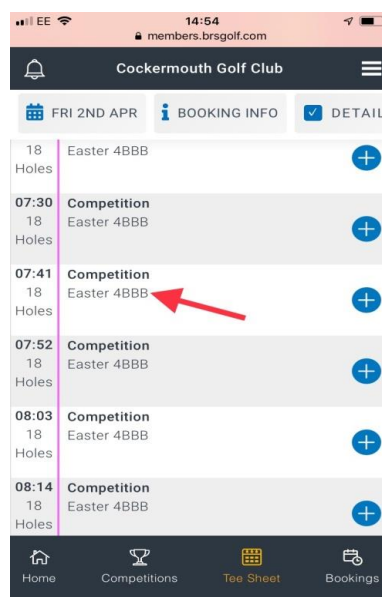 EE 14:54
members.brsgolf.com
Cockermouth Golf Club
FRI 2ND APR BOOKING INFO DETAIL
18 Easter 4BBB
Holes
07:30 Competition
18 Easter 4BBB
Holes
07:41 Competition
18 Easter 4BBB
Holes
07:52 Competition
18 Easter 4BBB
Holes
08:03 Competition
18 Easter 4BBB
Holes
08:14 Competition
18 Easter 4BBB
Holes
Home Competitions Tee Sheet Bookings